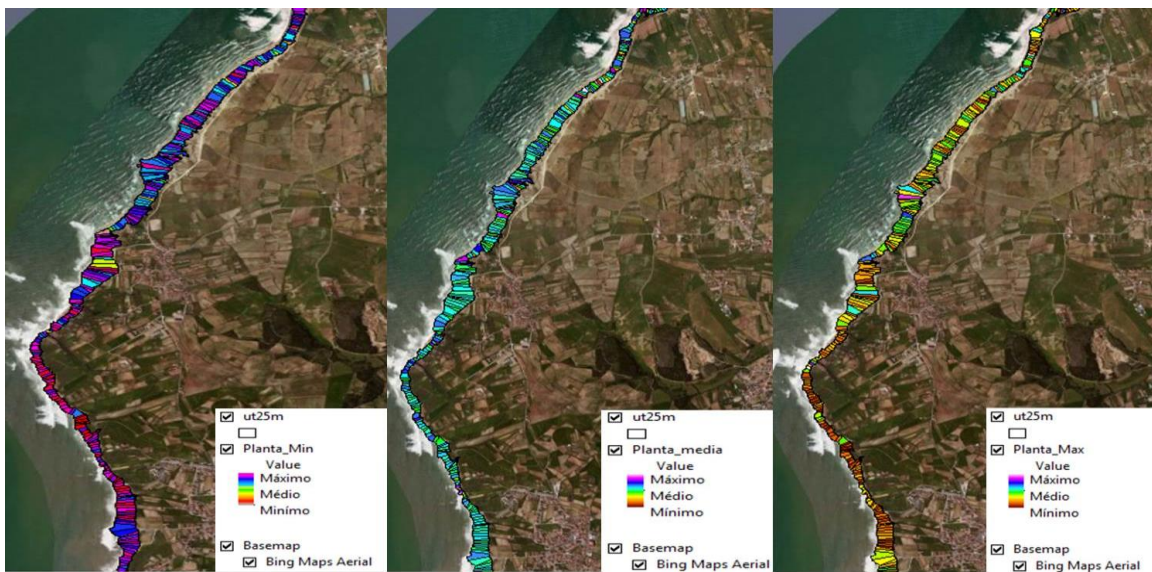 ut25m
Planta_Min
Value
Máximo
Médio
Minímo
Basemap
Bing Maps Aerial
ut25m
Planta_media
Value
Máximo
Médio
Mínimo
Basemap
Bing Maps Aerial
ut25m
Planta_Max
Value
Máximo
Médio
Mínimo
Basemap
Bing Maps Aerial